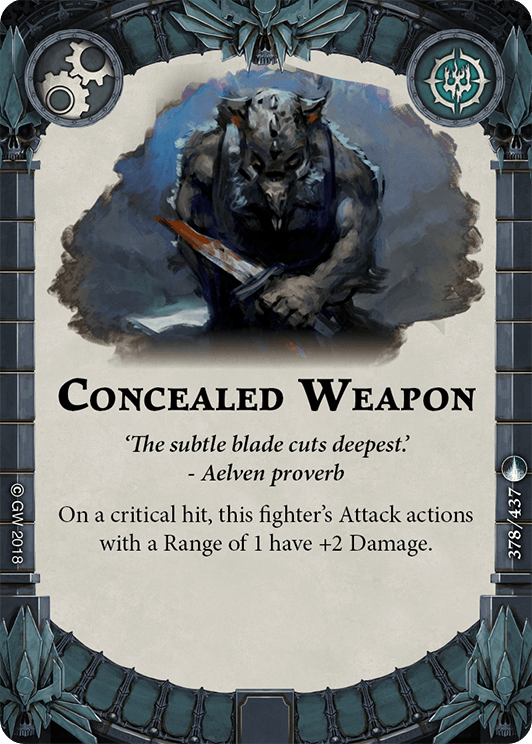 CONCEALED WEAPON
‘The subtle blade cuts deepest.’
- Aelven proverb
On a critical hit, this fighter’s Attack actions
with a Range of 1 have +2 Damage.
© GW 2018
378/437